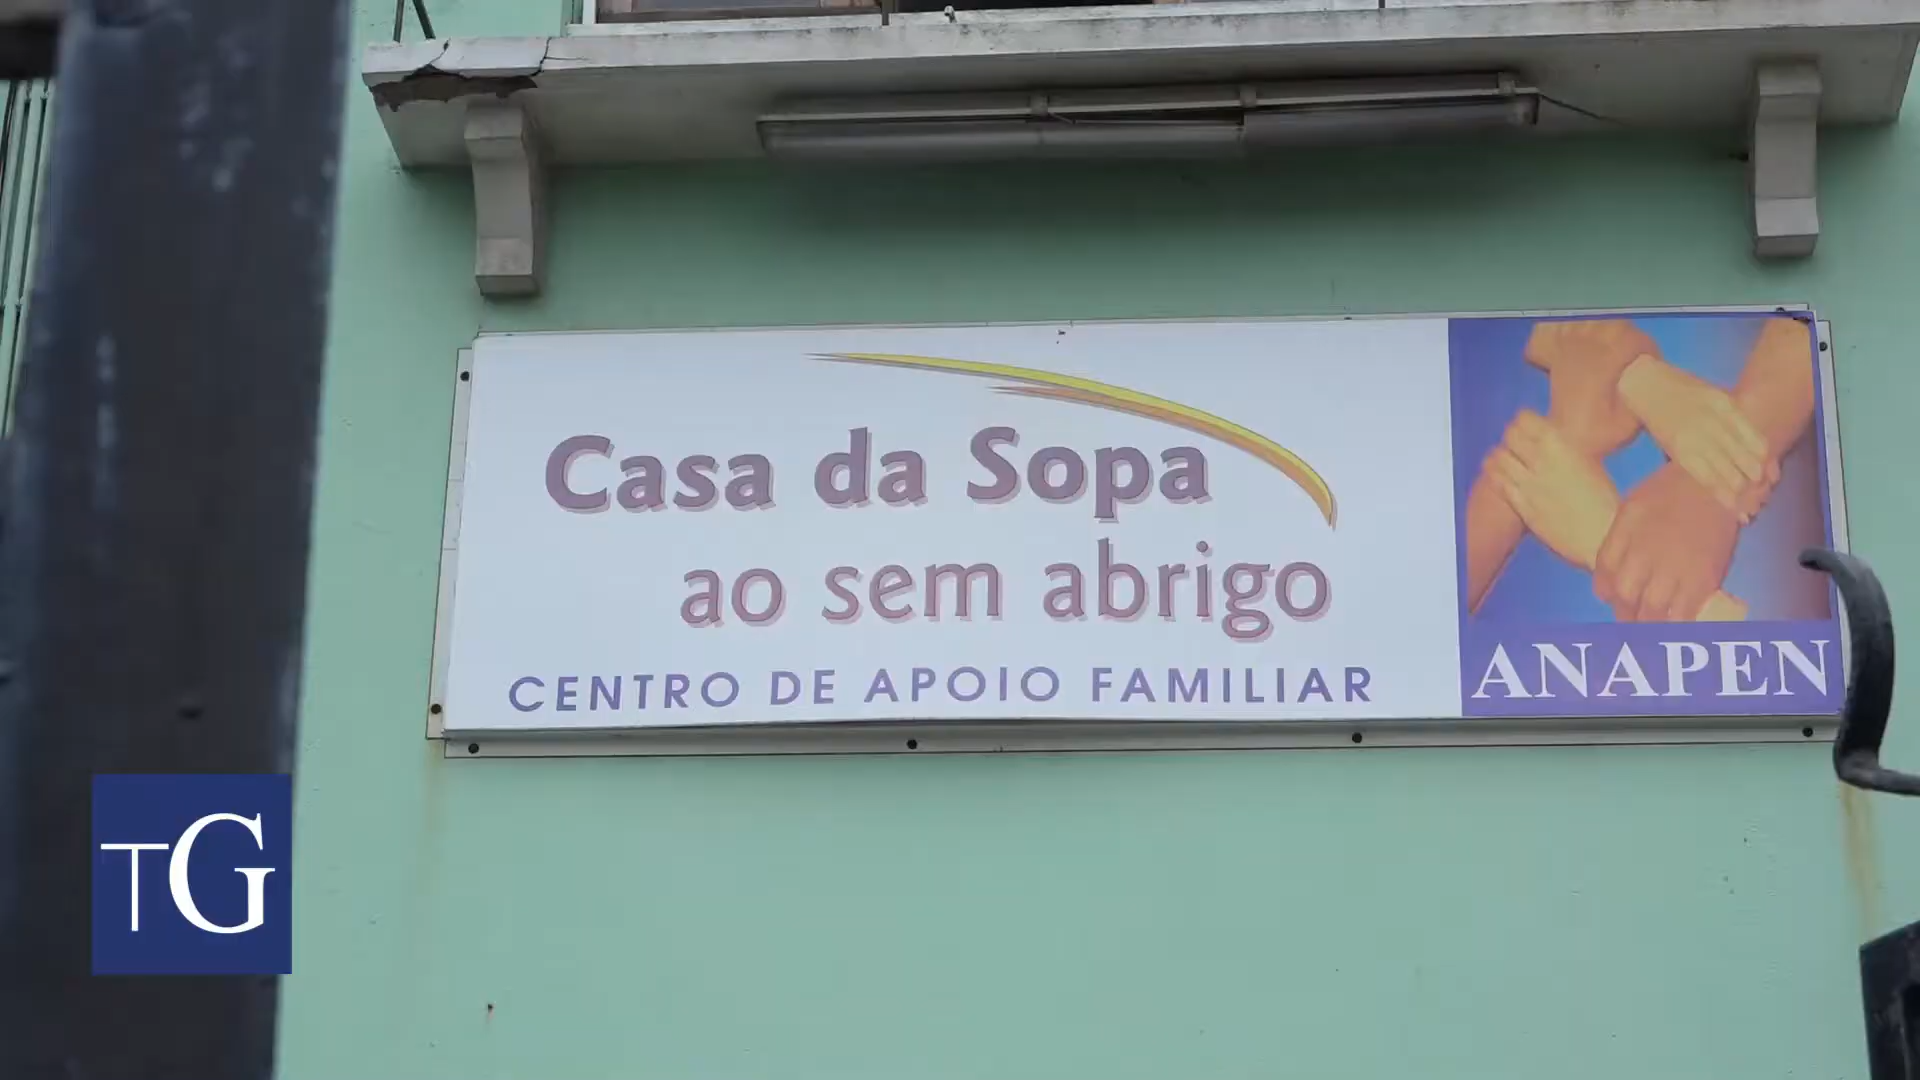 Casa da Sopa
ao sem abrigo
CENTRO DE APOIO FAMILIAR
ANAPEN
TG